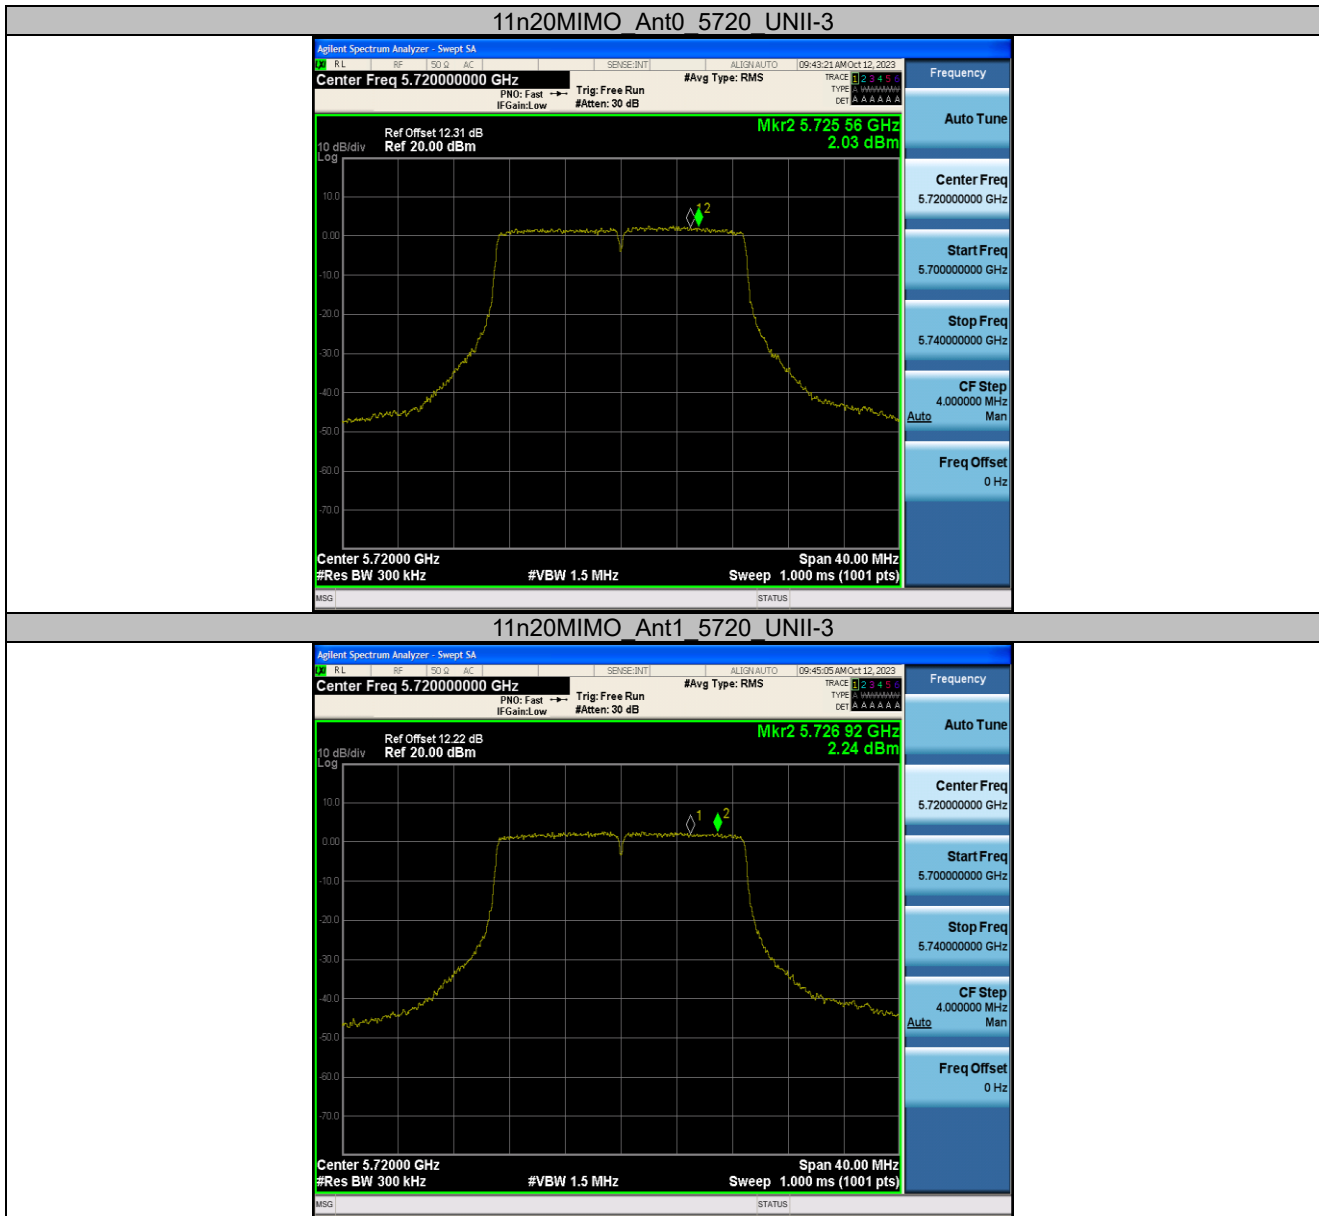 11n20MIMO_Ant0_5720_UNII-3
Agilent Spectrum Analyzer - Swept SA
RL RF 50 Ω AC SENSE:INT ALIGN AUTO 09:43:21 AM Oct 12, 2023
Center Freq 5.720000000 GHz
PNO: Fast
IFGain:Low
Trig: Free Run
#Atten: 30 dB
#Avg Type: RMS
TRACE 1 2 3 4 5 6
TYPE A
DET A A A A A A
Frequency
Auto Tune
Center Freq
5.720000000 GHz
Start Freq
5.700000000 GHz
Stop Freq
5.740000000 GHz
CF Step
4.000000 MHz
Auto Man
Freq Offset
0 Hz
Mkr2 5.725 56 GHz
2.03 dBm
Ref Offset 12.31 dB
10 dB/div Ref 20.00 dBm
Log
10.0
0.00
-10.0
-20.0
-30.0
-40.0
-50.0
-60.0
-70.0
1 2
Center 5.72000 GHz Span 40.00 MHz
#Res BW 300 kHz #VBW 1.5 MHz Sweep 1.000 ms (1001 pts)
MSG STATUS
11n20MIMO_Ant1_5720_UNII-3
Agilent Spectrum Analyzer - Swept SA
RL RF 50 Ω AC SENSE:INT ALIGN AUTO 09:45:05 AM Oct 12, 2023
Center Freq 5.720000000 GHz
PNO: Fast
IFGain:Low
Trig: Free Run
#Atten: 30 dB
#Avg Type: RMS
TRACE 1 2 3 4 5 6
TYPE A
DET A A A A A A
Frequency
Auto Tune
Center Freq
5.720000000 GHz
Start Freq
5.700000000 GHz
Stop Freq
5.740000000 GHz
CF Step
4.000000 MHz
Auto Man
Freq Offset
0 Hz
Mkr2 5.726 92 GHz
2.24 dBm
Ref Offset 12.22 dB
10 dB/div Ref 20.00 dBm
Log
10.0
0.00
-10.0
-20.0
-30.0
-40.0
-50.0
-60.0
-70.0
1 2
Center 5.72000 GHz Span 40.00 MHz
#Res BW 300 kHz #VBW 1.5 MHz Sweep 1.000 ms (1001 pts)
MSG STATUS